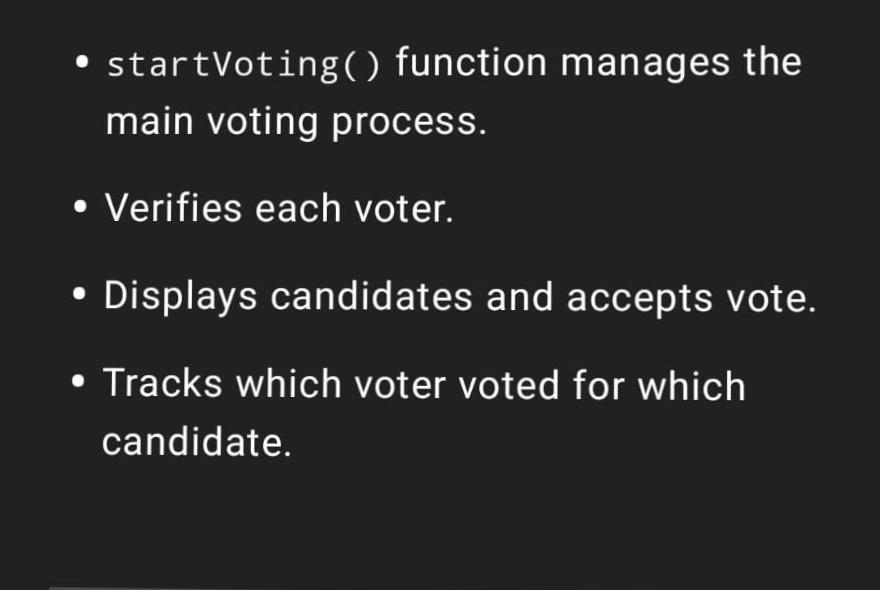 • startVoting() function manages the
main voting process.
• Verifies each voter.
• Displays candidates and accepts vote.
• Tracks which voter voted for which
candidate.